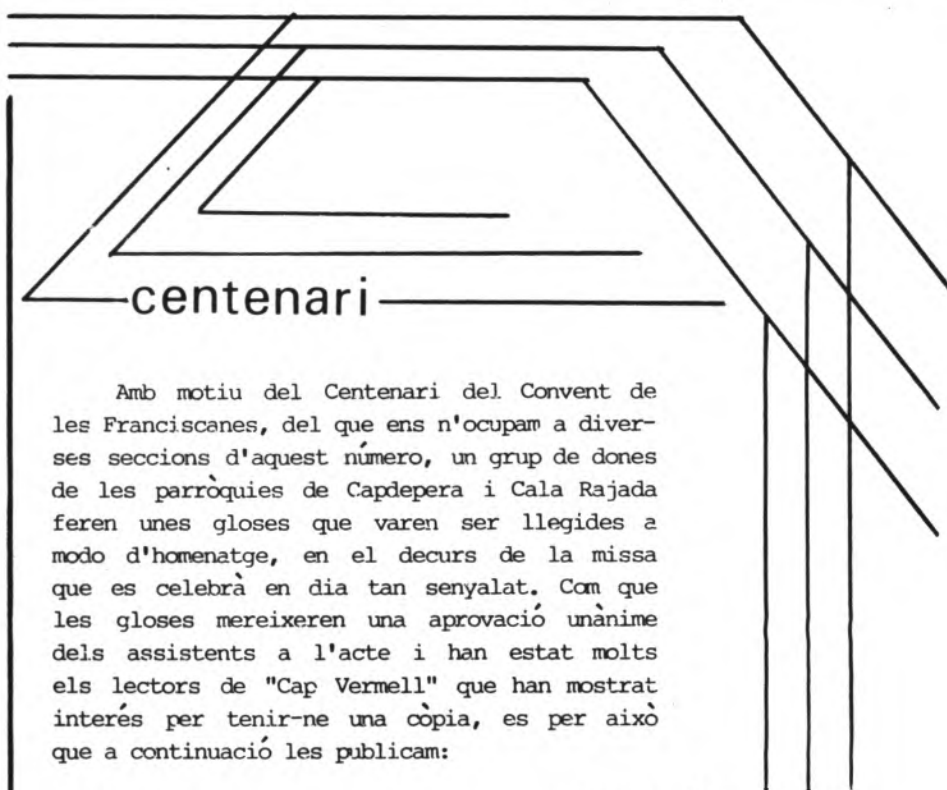 centenari
Amb motiu del Centenari del Convent de
les Franciscanes, del que ens n'ocupam a diver-
ses seccions d'aquest número, un grup de dones
de les parròquies de Capdepera i Cala Rajada
feren unes gloses que varen ser llegides a
modo d'homenatge, en el decurs de la missa
que es celebrà en dia tan senyalat. Com que
les gloses mereixeren una aprovació unànime
dels assistents a l'acte i han estat molts
els lectors de "Cap Vermell" que han mostrat
interés per tenir-ne una còpia, es per això
que a continuació les publicam: